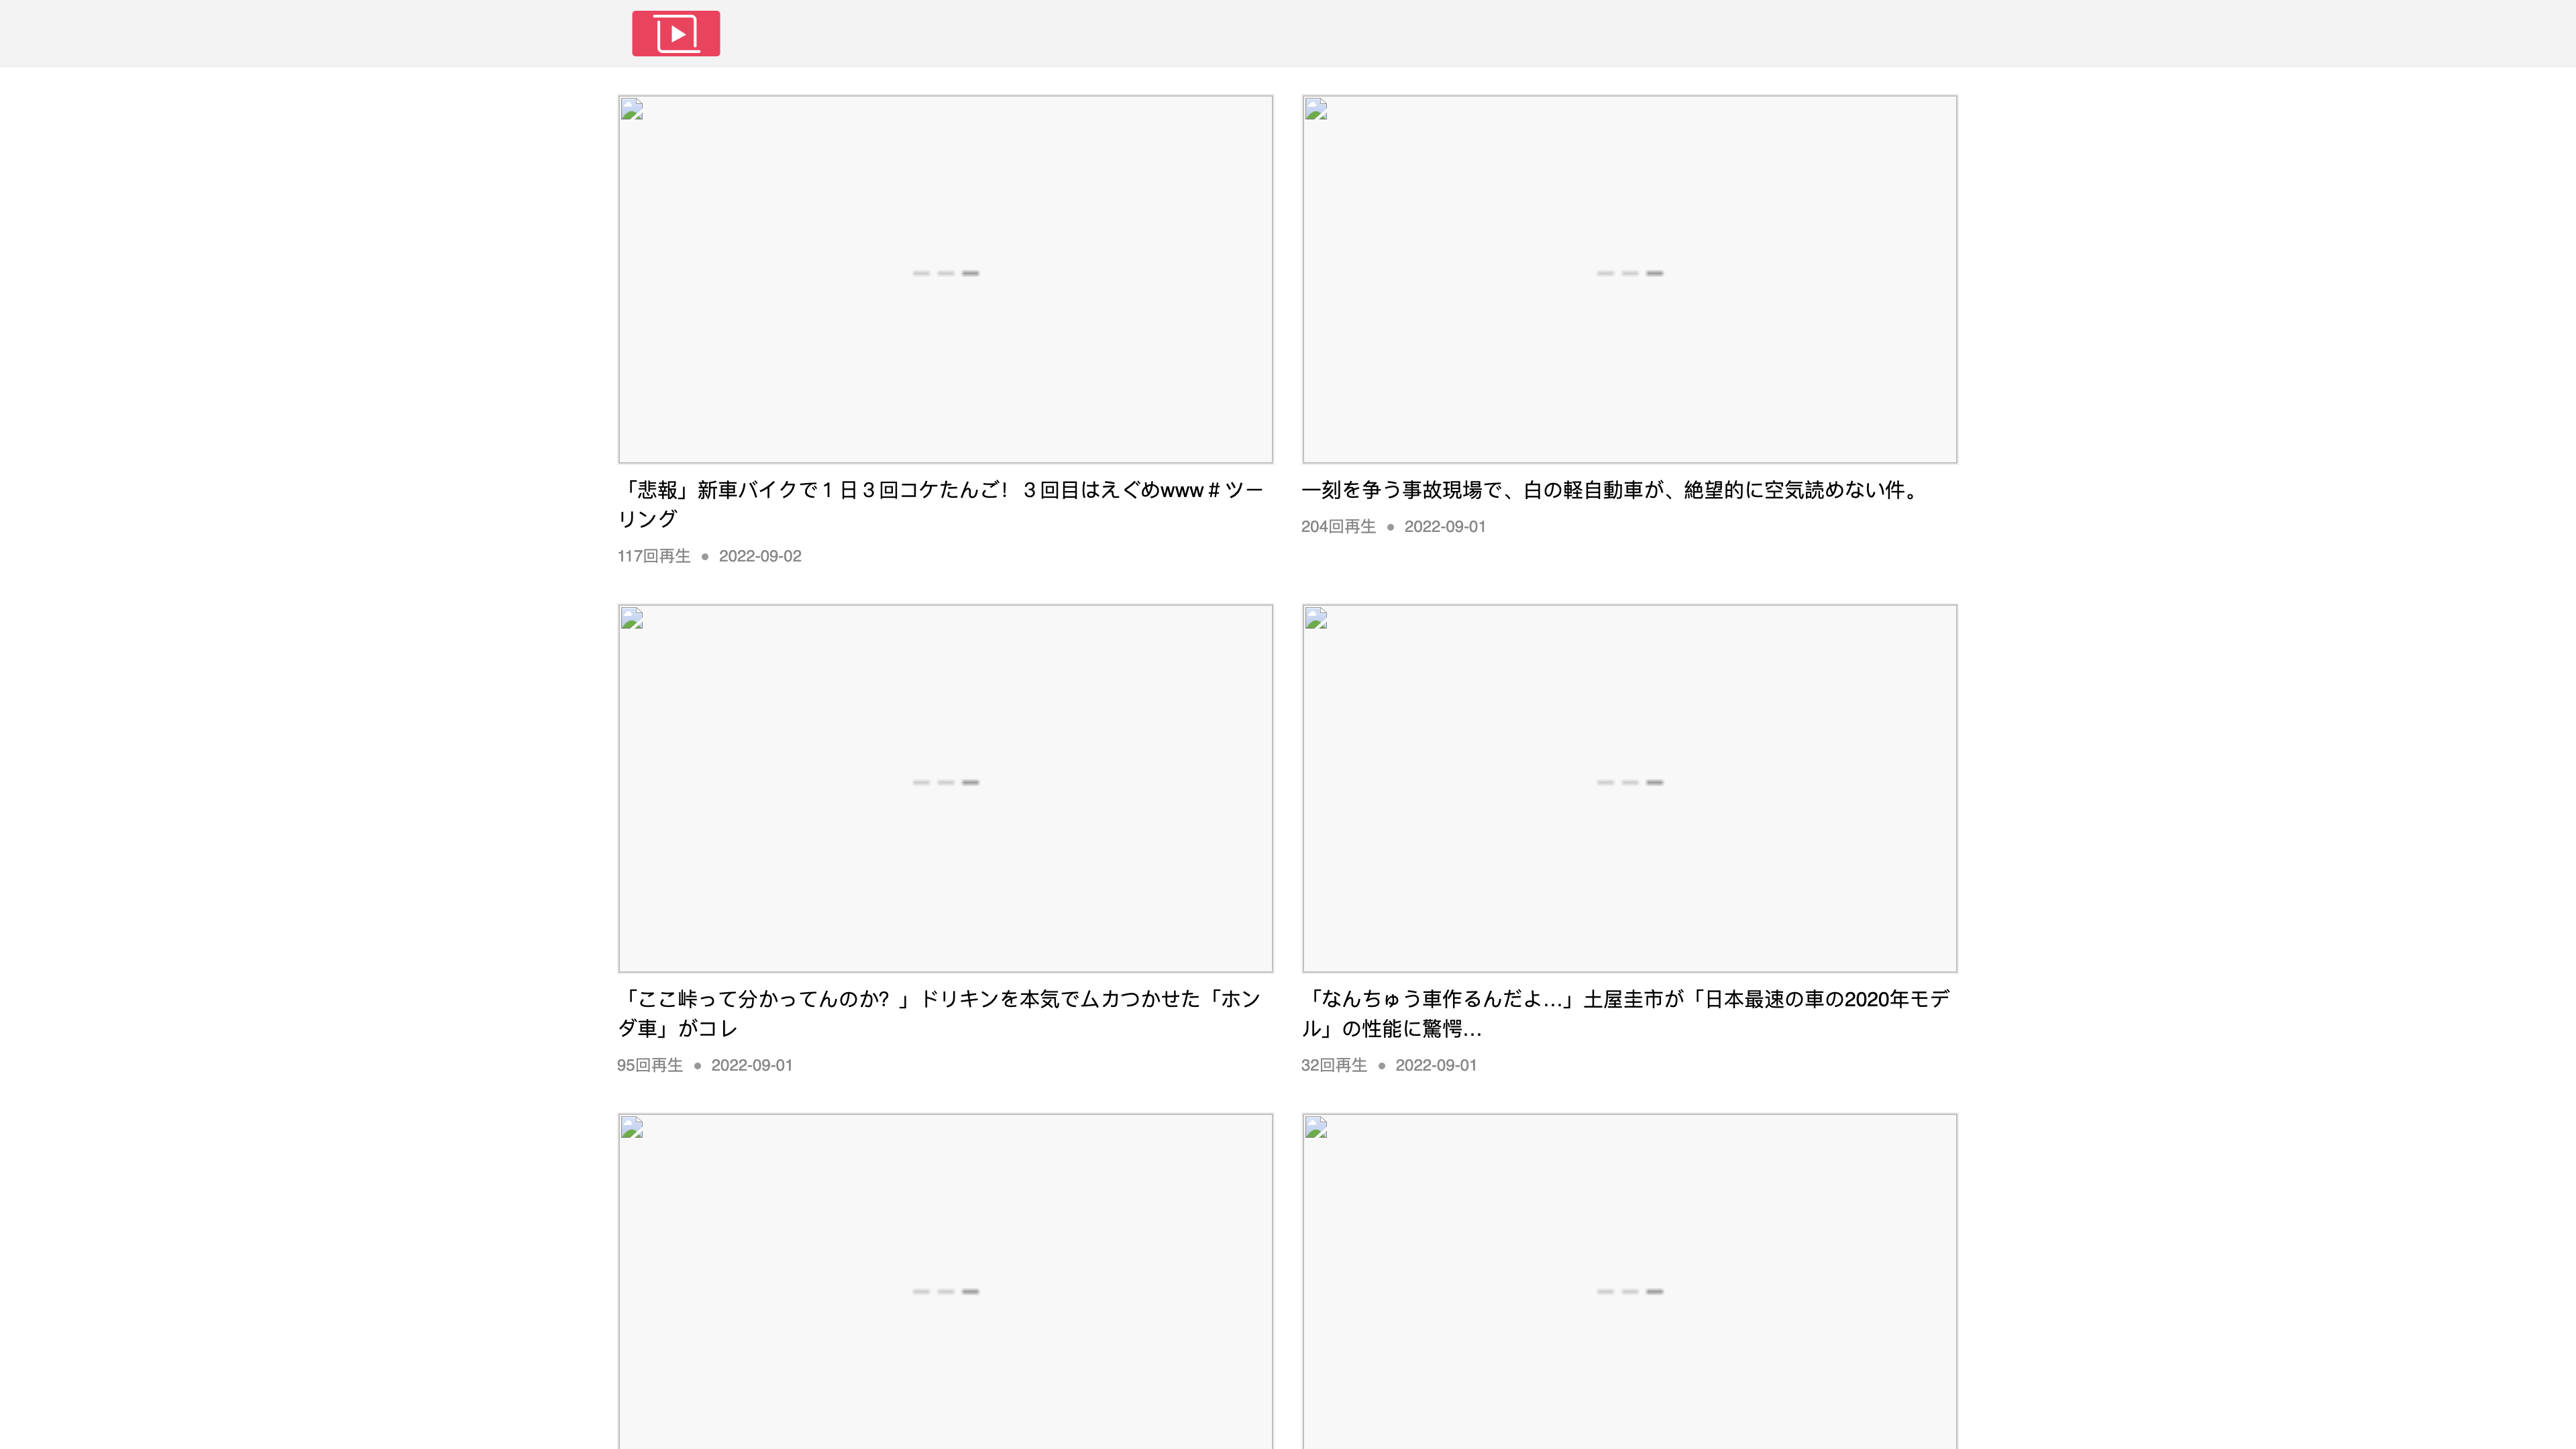 「悲報」新車バイクで１日３回コケたんご！３回目はえぐめwww＃ツー
リング
117回再生 ● 2022-09-02
一刻を争う事故現場で、白の軽自動車が、絶望的に空気読めない件。
204回再生 ● 2022-09-01
「ここ峠って分かってんのか？」ドリキンを本気でムカつかせた「ホン
ダ車」がコレ
95回再生 ● 2022-09-01
「なんちゅう車作るんだよ…」土屋圭市が「日本最速の車の2020年モデ
ル」の性能に驚愕…
32回再生 ● 2022-09-01